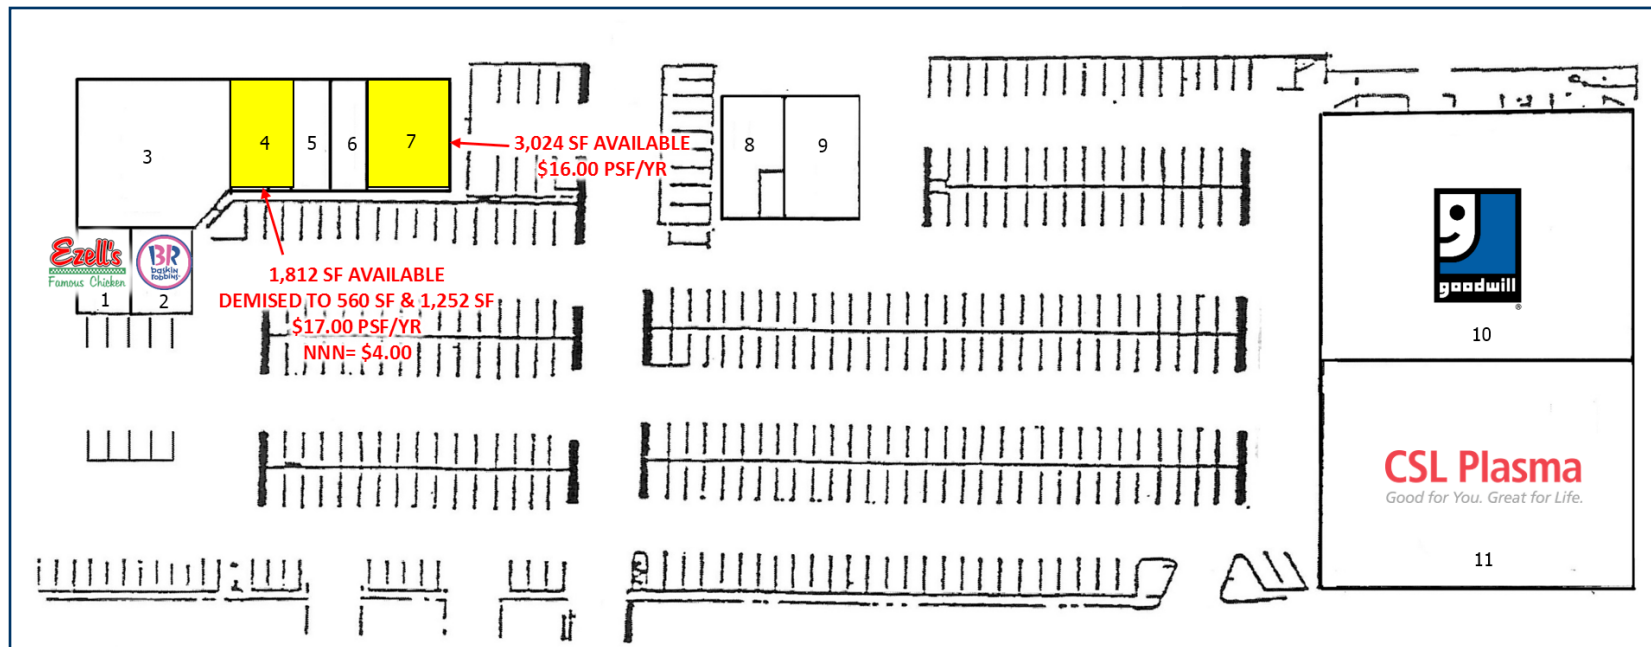 3
4
5
6
7
3,024 SF AVAILABLE
$16.00 PSF/YR
8
9
Ezell's
Famous Chicken
1
BR
baskin
robbins
2
1,812 SF AVAILABLE
DEMISED TO 560 SF & 1,252 SF
$17.00 PSF/YR
NNN= $4.00
goodwill
®
10
CSL Plasma
Good for You. Great for Life.
11